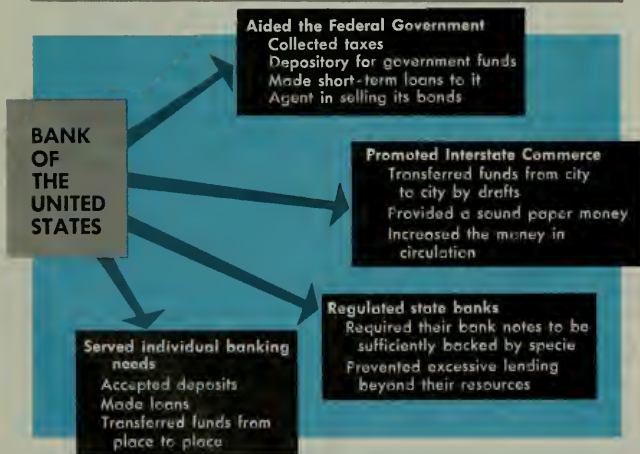 BANK
OF
THE
UNITED
STATES
Aided the Federal Government
Collected taxes
Depository for government funds
Made short-term loans to it
Agent in selling its bonds
Promoted Interstate Commerce
Transferred funds from city
to city by drafts
Provided a sound paper money
Increased the money in
circulation
Regulated state banks
Required their bank notes to be
sufficiently backed by specie
Prevented excessive lending
beyond their resources
Served individual banking
needs
Accepted deposits
Made loans
Transferred funds from
place to place